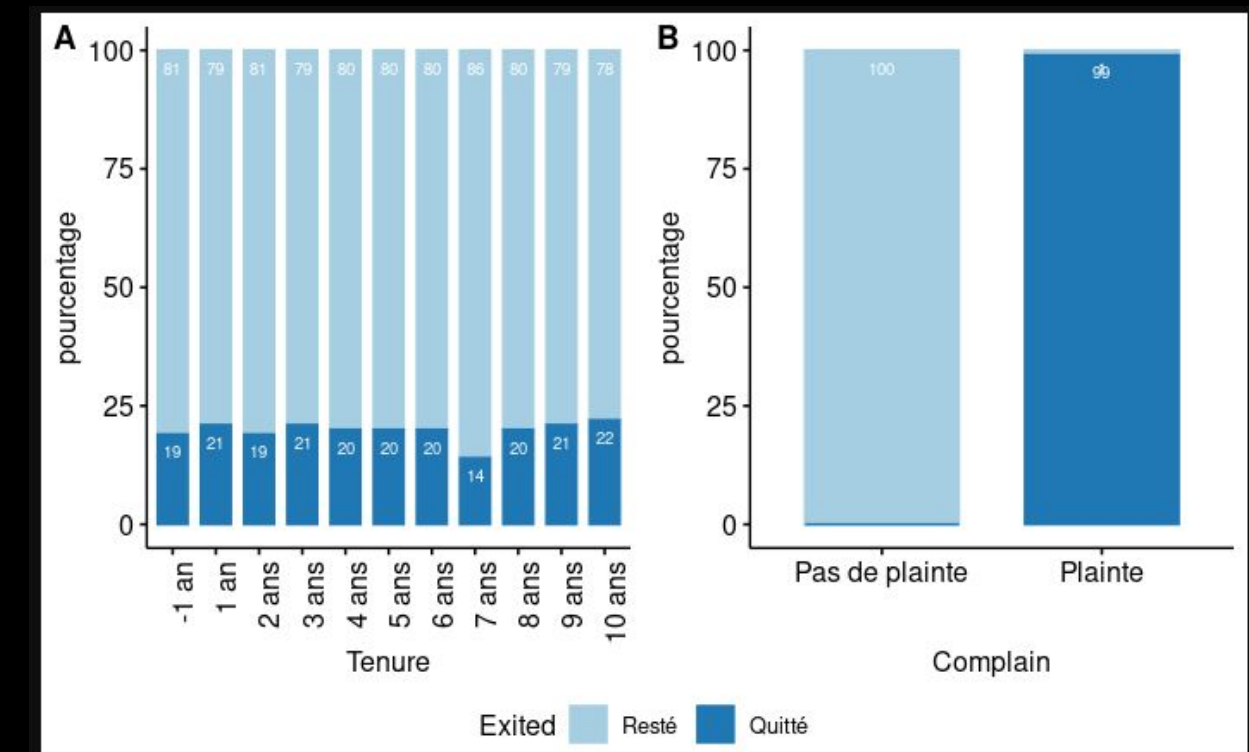 A
B
100
75
50
25
0
pourcentage
81 79 81 79 80 80 80 86 80 79 78
19 21 19 21 20 20 20 14 20 21 22
-1 an
1 an
2 ans
3 ans
4 ans
5 ans
6 ans
7 ans
8 ans
9 ans
10 ans
Tenure
100
75
50
25
0
pourcentage
100
99
Pas de plainte
Plainte
Complain
Exited Resté Quitté